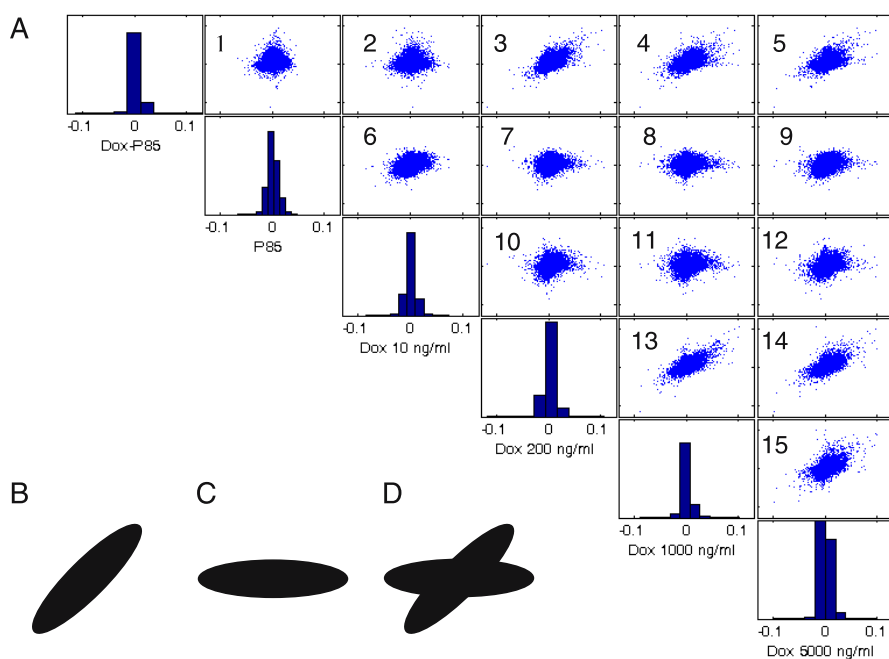 A
1 2 3 4 5
-0.1 0 0.1
Dox-P85
6 7 8 9
-0.1 0 0.1
P85
10 11 12
-0.1 0 0.1
Dox 10 ng/ml
13 14
-0.1 0 0.1
Dox 200 ng/ml
15
-0.1 0 0.1
Dox 1000 ng/ml
B C D
-0.1 0 0.1
Dox 5000 ng/ml